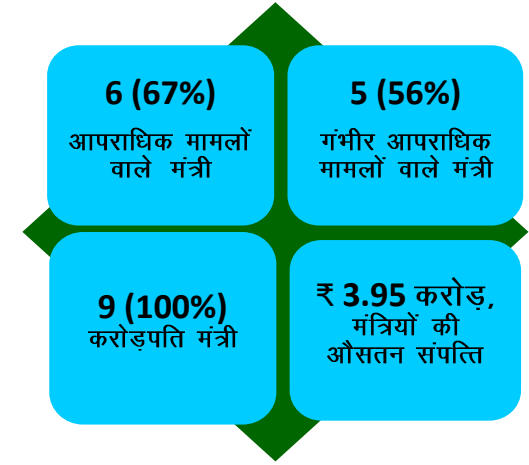 6 (67%)
आपराधिक मामलों
वाले मंत्री
5 (56%)
गंभीर आपराधिक
मामलों वाले मंत्री
9 (100%)
करोड़पति मंत्री
₹ 3.95 करोड़,
मंत्रियों की
औसतन संपत्ति